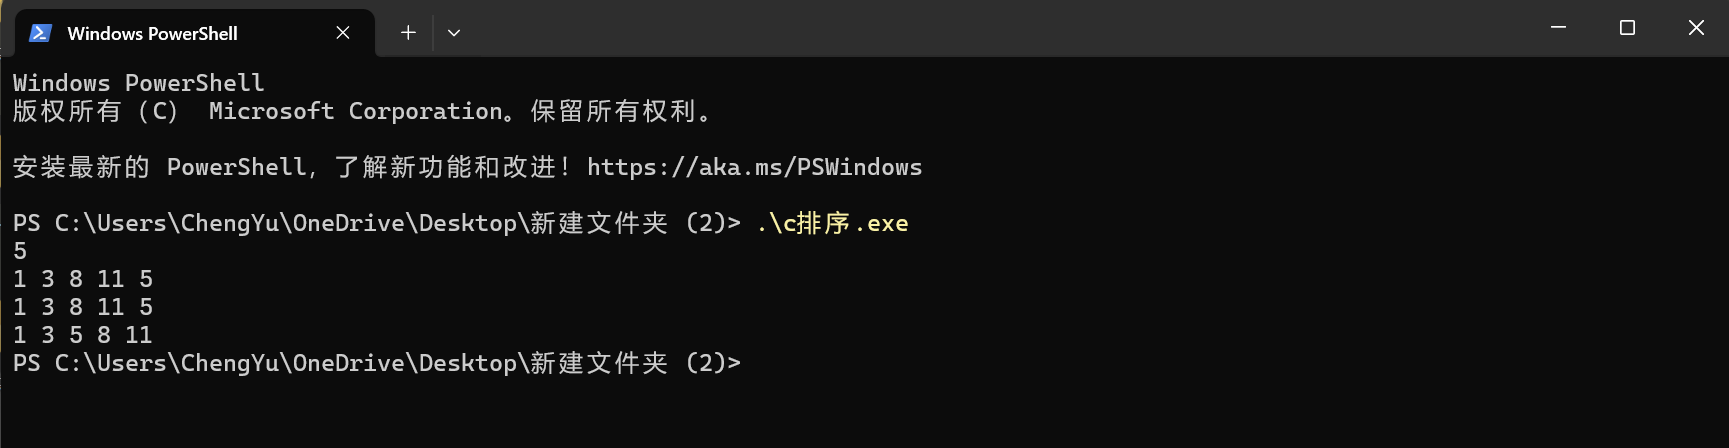 Windows PowerShell
Windows PowerShell
版权所有（C） Microsoft Corporation。保留所有权利。
安装最新的 PowerShell，了解新功能和改进！https://aka.ms/PSWindows
PS C:\Users\ChengYu\OneDrive\Desktop\新建文件夹 (2)> .\c排序.exe
5
1 3 8 11 5
1 3 8 11 5
1 3 5 8 11
PS C:\Users\ChengYu\OneDrive\Desktop\新建文件夹 (2)>